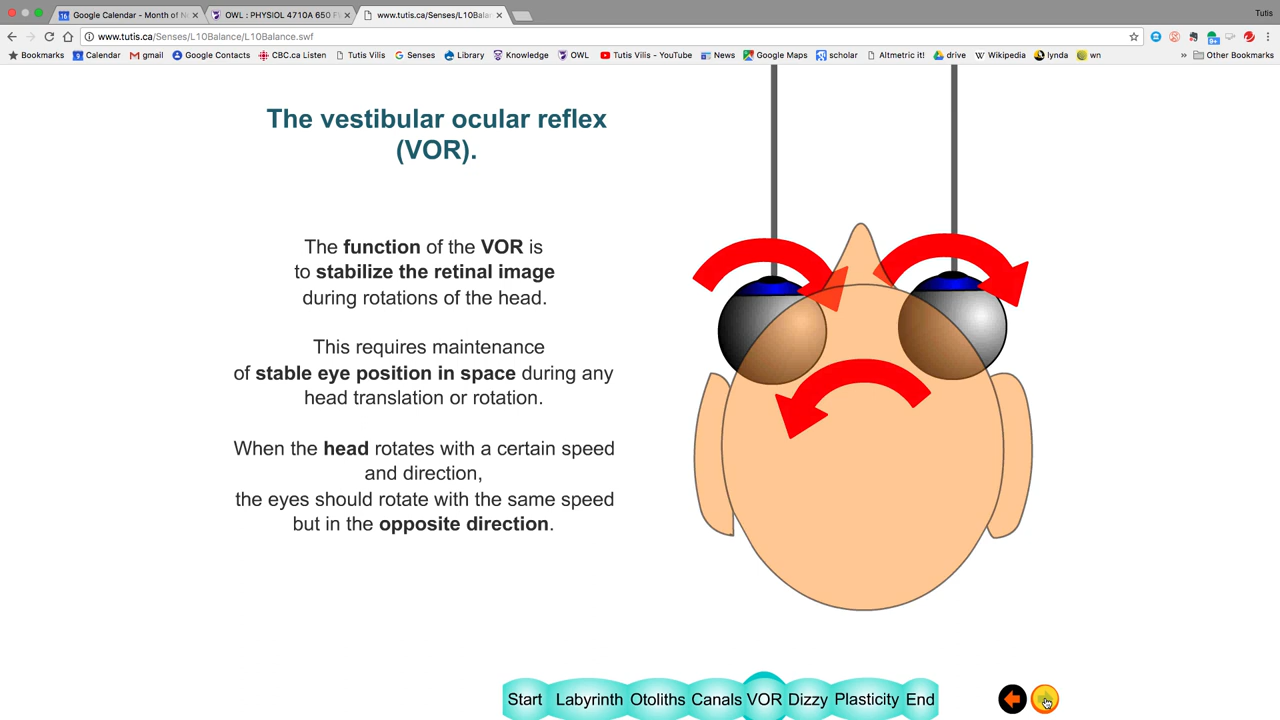 Google Calendar - Month of N
OWL : PHYSIOL 4710A 650 F
www.tutis.ca/Senses/L10Bala
Tutis
www.tutis.ca/Senses/L10Balance/L10Balance.swf
Bookmarks Calendar gmail Google Contacts CBC.ca Listen Tutis Vilis Senses Library Knowledge OWL Tutis Vilis - YouTube News Google Maps scholar Altmetric it! drive Wikipedia lynda wn » Other Bookmarks
The vestibular ocular reflex
(VOR).
The function of the VOR is
to stabilize the retinal image
during rotations of the head.
This requires maintenance
of stable eye position in space during any
head translation or rotation.
When the head rotates with a certain speed
and direction,
the eyes should rotate with the same speed
but in the opposite direction.
Start Labyrinth Otoliths Canals VOR Dizzy Plasticity End